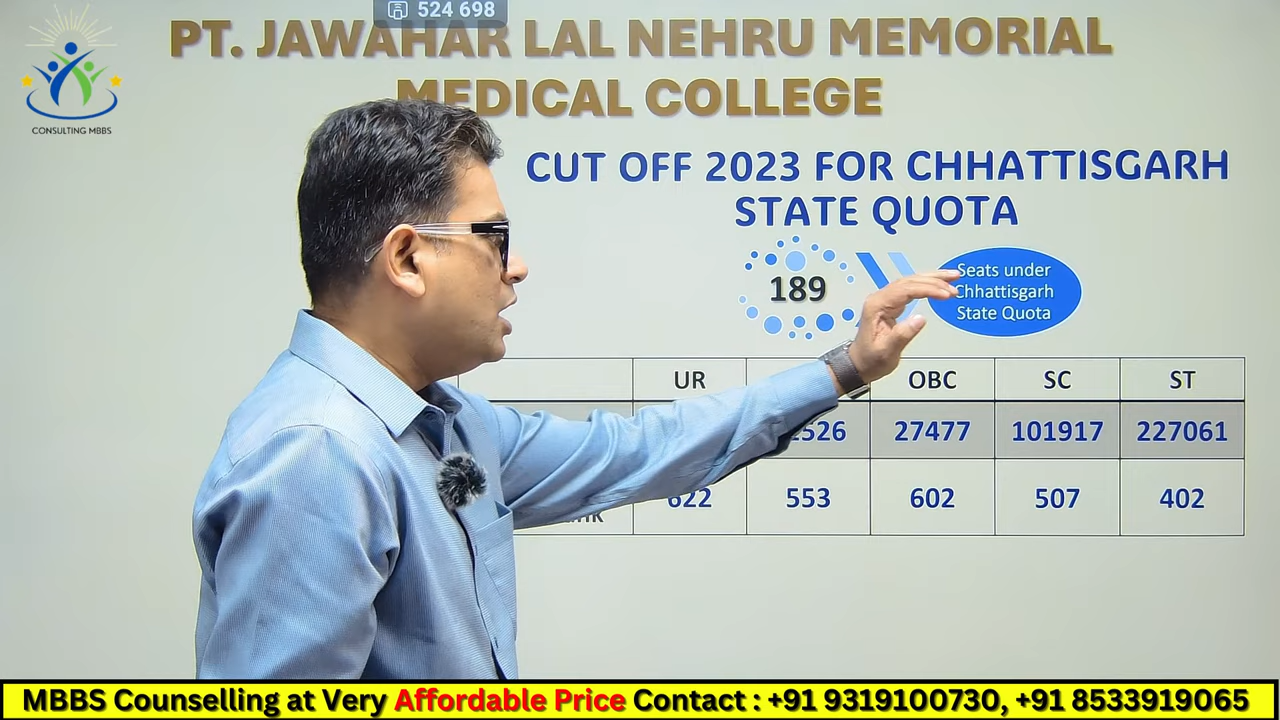 524 698
PT. JAWAHAR LAL NEHRU MEMORIAL
MEDICAL COLLEGE
CONSULTING MBBS
CUT OFF 2023 FOR CHHATTISGARH
STATE QUOTA
189
Seats under
Chhattisgarh
State Quota
UR OBC SC ST
27477 101917 227061
622 553 602 507 402
MBBS Counselling at Very Affordable Price Contact : +91 9319100730, +91 8533919065